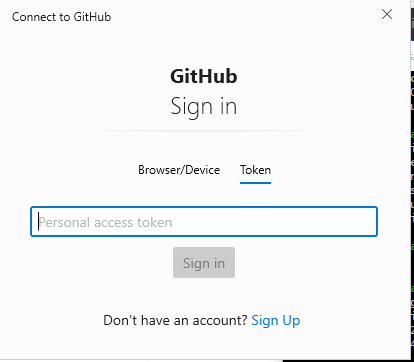 Connect to GitHub
GitHub
Sign in
Browser/Device Token
Personal access token
Sign in
Don't have an account? Sign Up